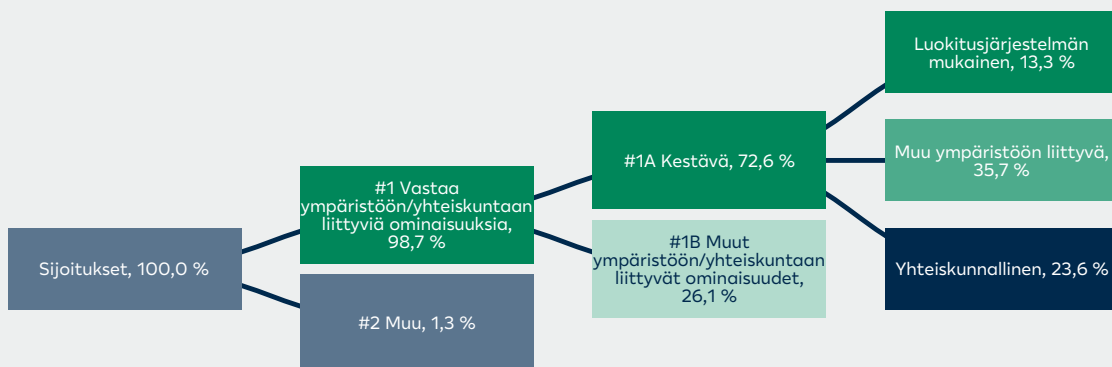 Sijoitukset, 100,0 %
#1 Vastaa
ympäristöön/yhteiskuntaan
liittyviä ominaisuuksia,
98,7 %
#2 Muu, 1,3 %
#1A Kestävä, 72,6 %
#1B Muut
ympäristöön/yhteiskuntaan
liittyvät ominaisuudet,
26,1 %
Luokitusjärjestelmän
mukainen, 13,3 %
Muu ympäristöön liittyvä,
35,7 %
Yhteiskunnallinen, 23,6 %